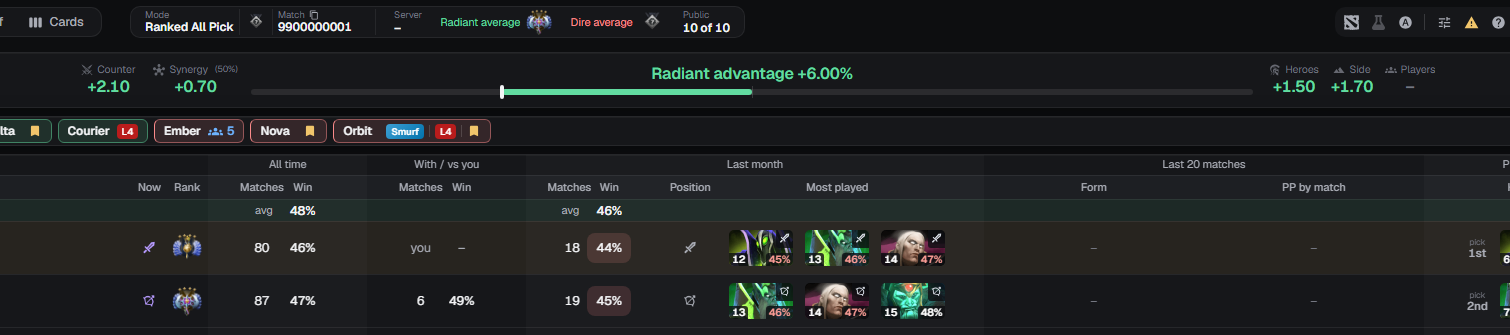 f Cards
Mode Match Server Radiant average Dire average Public
Ranked All Pick 9900000001 – 10 of 10
A ?
Counter Synergy (50%) Radiant advantage +6.00% Heroes Side Players
+2.10 +0.70 +1.50 +1.70 –
lta Courier L4 Ember 5 Nova Orbit Smurf L4
All time With / vs you Last month Last 20 matches P
Now Rank Matches Win Matches Win Matches Win Position Most played Form PP by match
avg 48% avg 46%
80 46% you – 18 44% 12 45% 13 46% 14 47% – – pick 1st 6
87 47% 6 49% 19 45% 13 46% 14 47% 15 48% – – pick 2nd